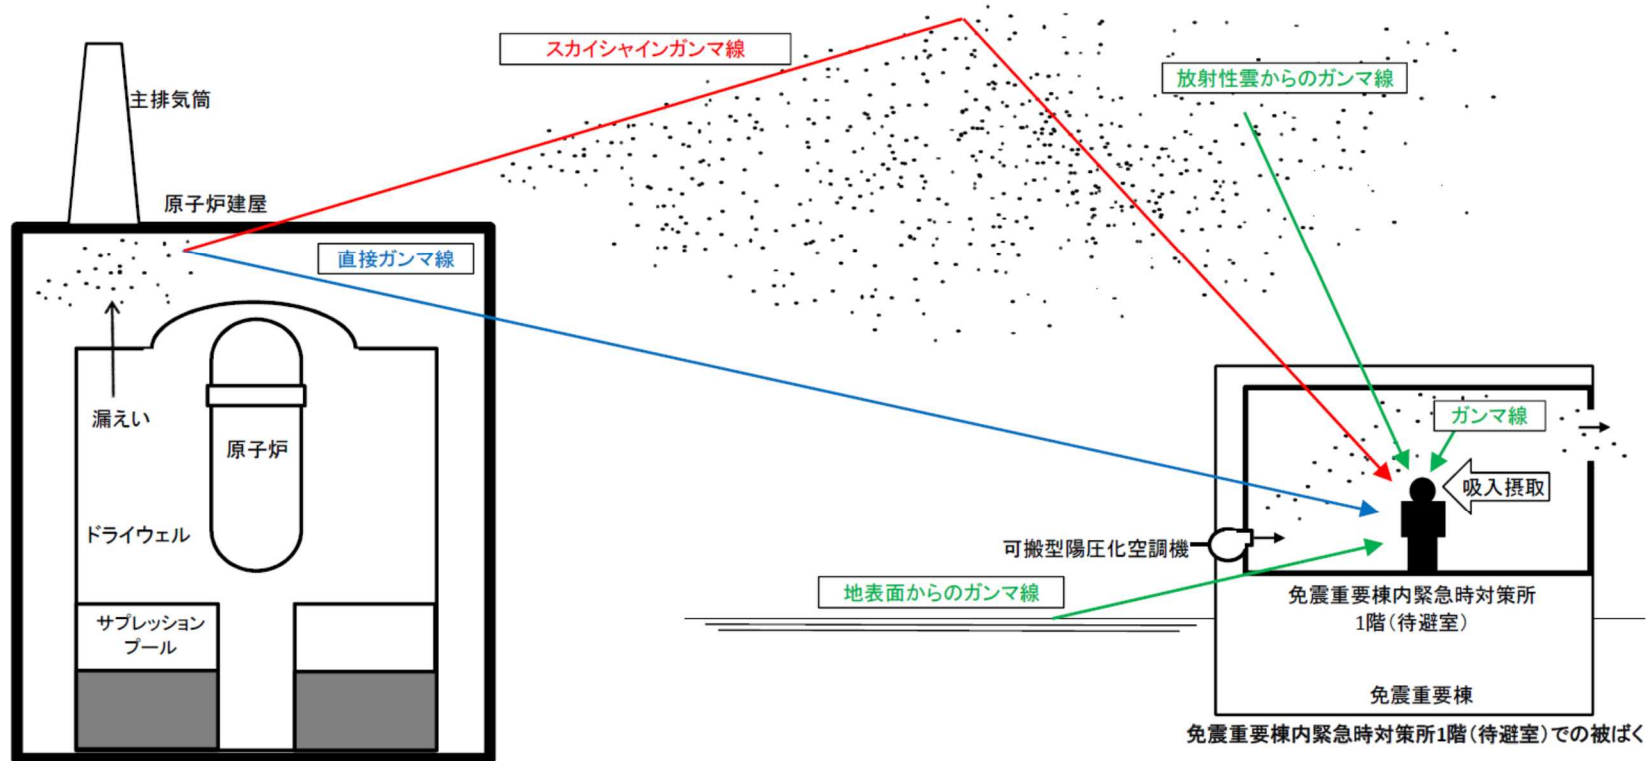 スカイシャインガンマ線
放射性雲からのガンマ線
主排気筒
原子炉建屋
直接ガンマ線
漏えい
原子炉
ガンマ線
吸入摂取
ドライウェル
可搬型陽圧化空調機
地表面からのガンマ線
免震重要棟内緊急時対策所
1階(待避室)
サプレッション
プール
免震重要棟
免震重要棟内緊急時対策所1階(待避室)での被ばく